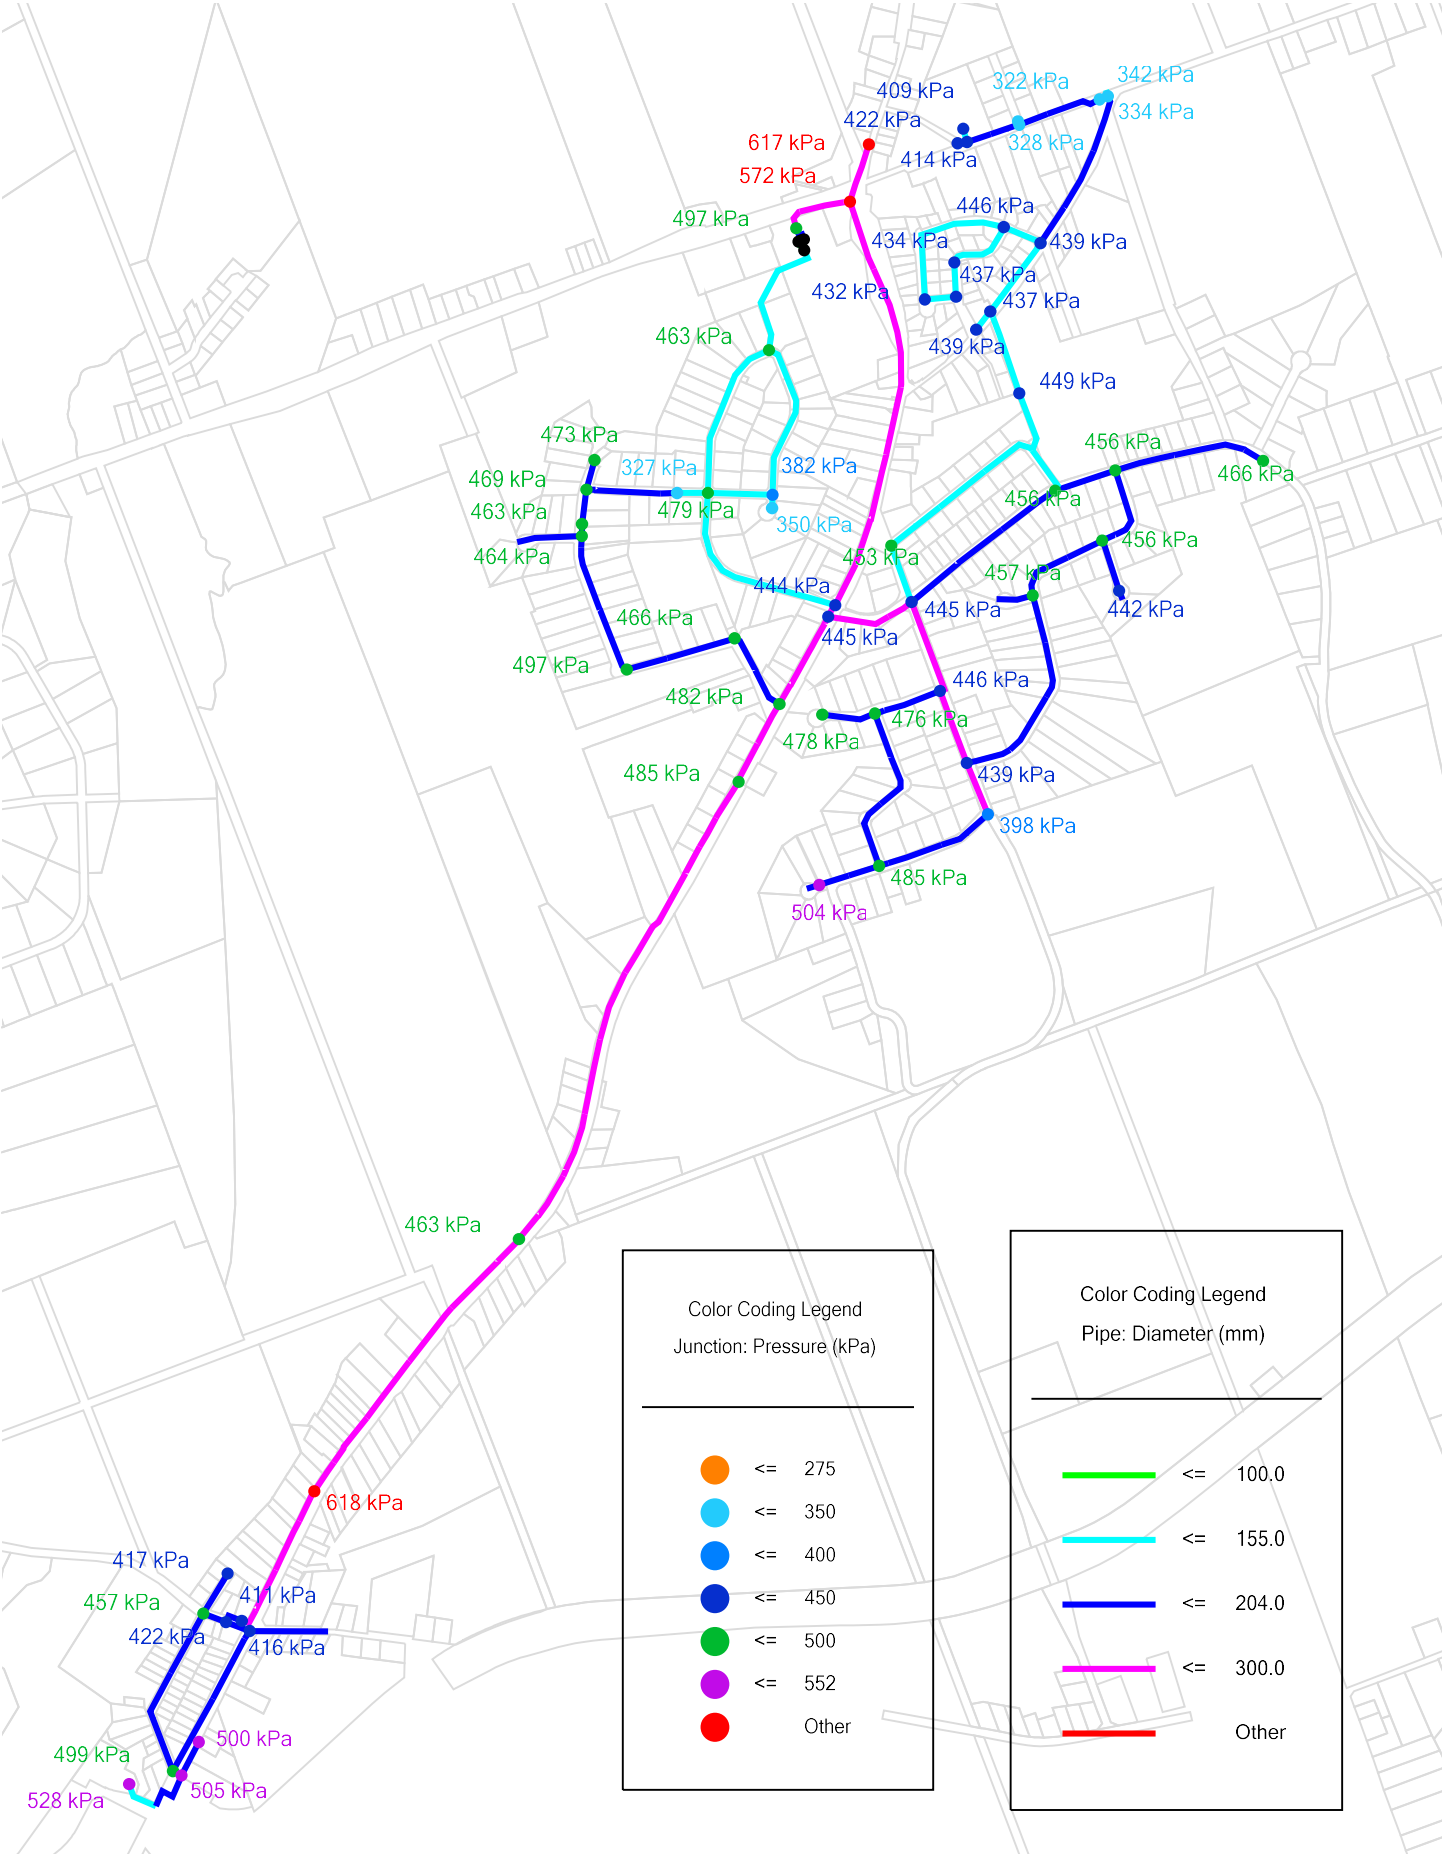 342 kPa
322 kPa
409 kPa
334 kPa
422 kPa
617 kPa
328 kPa
414 kPa
572 kPa
446 kPa
497 kPa
434 kPa
439 kPa
437 kPa
432 kPa
437 kPa
463 kPa
439 kPa
449 kPa
473 kPa
456 kPa
327 kPa
382 kPa
466 kPa
469 kPa
456 kPa
463 kPa
479 kPa
350 kPa
456 kPa
464 kPa
453 kPa
457 kPa
444 kPa
445 kPa
442 kPa
466 kPa
445 kPa
497 kPa
446 kPa
482 kPa
476 kPa
478 kPa
485 kPa
439 kPa
398 kPa
485 kPa
504 kPa
463 kPa
618 kPa
417 kPa
411 kPa
457 kPa
422 kPa
416 kPa
500 kPa
499 kPa
505 kPa
528 kPa
Color Coding Legend
Junction: Pressure (kPa)
<= 275
<= 350
<= 400
<= 450
<= 500
<= 552
Other
Color Coding Legend
Pipe: Diameter (mm)
<= 100.0
<= 155.0
<= 204.0
<= 300.0
Other